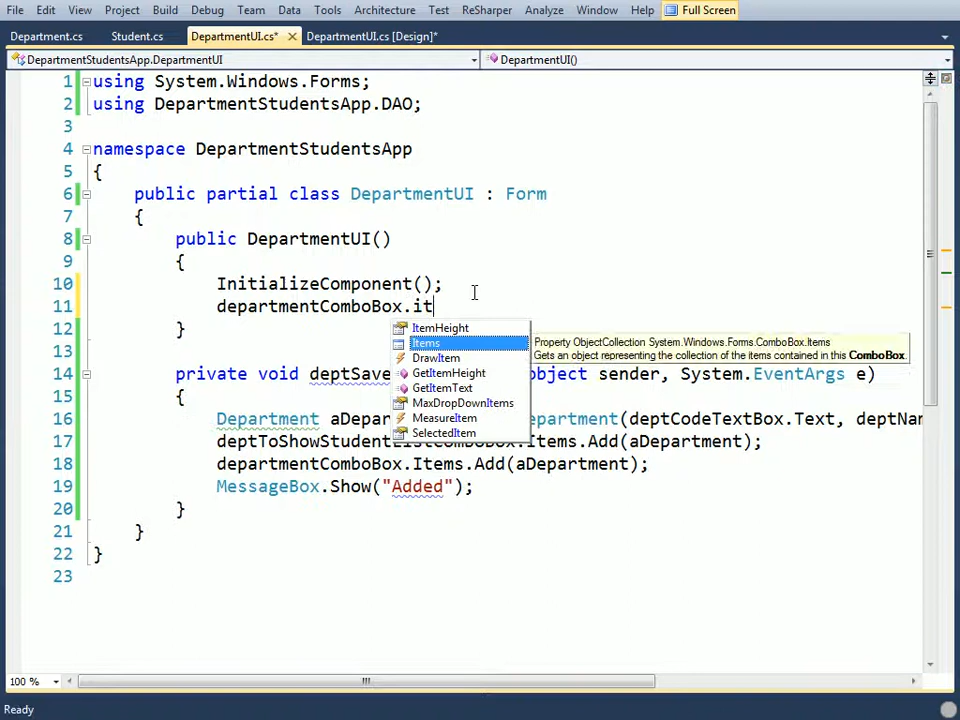 File Edit View Project Build Debug Team Data Tools Architecture Test ReSharper Analyze Window Help Full Screen
Department.cs Student.cs DepartmentUI.cs* DepartmentUI.cs [Design]*
DepartmentStudentsApp.DepartmentUI DepartmentUI()
1 using System.Windows.Forms;
2 using DepartmentStudentsApp.DAO;
3
4 namespace DepartmentStudentsApp
5 {
6 public partial class DepartmentUI : Form
7 {
8 public DepartmentUI()
9 {
10 InitializeComponent();
11 departmentComboBox.it
ItemHeight
Items
DrawItem
GetItemHeight
GetItemText
MaxDropDownItems
MeasureItem
SelectedItem
Property ObjectCollection System.Windows.Forms.ComboBox.Items
Gets an object representing the collection of the items contained in this ComboBox.
12 }
13
14 private void deptSave object sender, System.EventArgs e)
15 {
16 Department aDepa epartment(deptCodeTextBox.Text, deptNam
17 deptToShowStudentListComboBox.Items.Add(aDepartment);
18 departmentComboBox.Items.Add(aDepartment);
19 MessageBox.Show("Added");
20 }
21 }
22 }
23
100 %
Ready